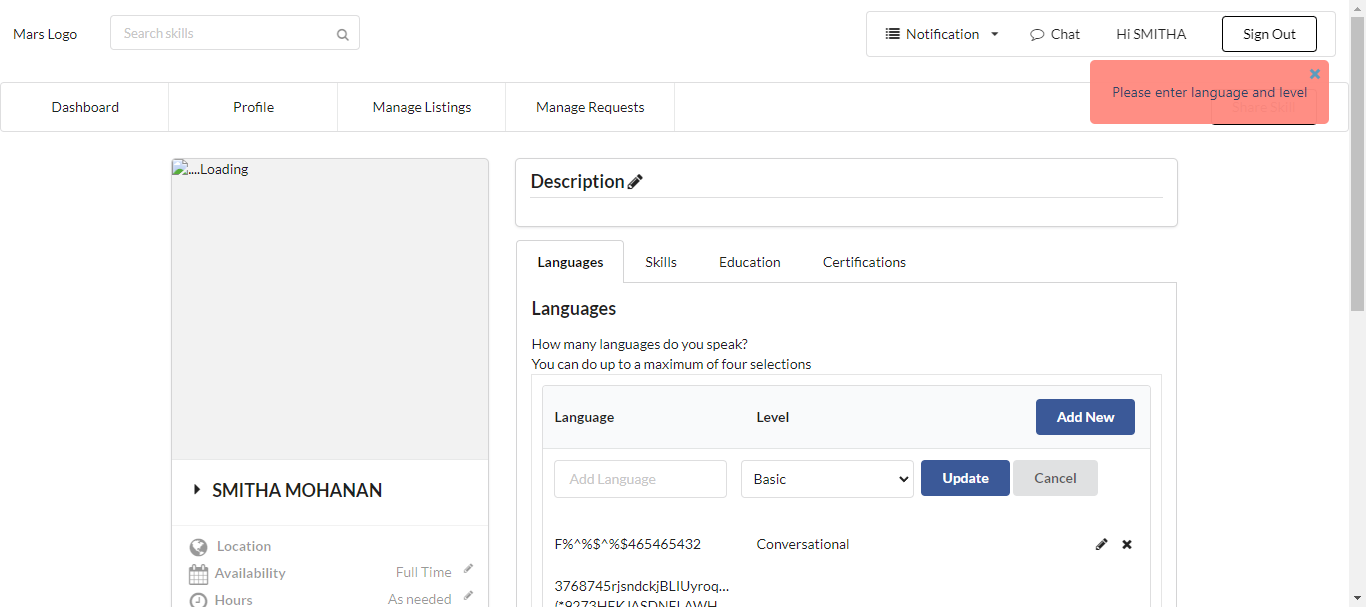 Mars Logo
Search skills
Notification
Chat
Hi SMITHA
Sign Out
Please enter language and level
Dashboard
Profile
Manage Listings
Manage Requests
....Loading
Description
Languages
Skills
Education
Certifications
Languages
How many languages do you speak?
You can do up to a maximum of four selections
Language
Level
Add New
Add Language
Basic
Update
Cancel
F%^%$^%$465465432
Conversational
3768745rjsndckjBLIUyroq...
SMITHA MOHANAN
Location
Availability
Full Time
Hours
As needed